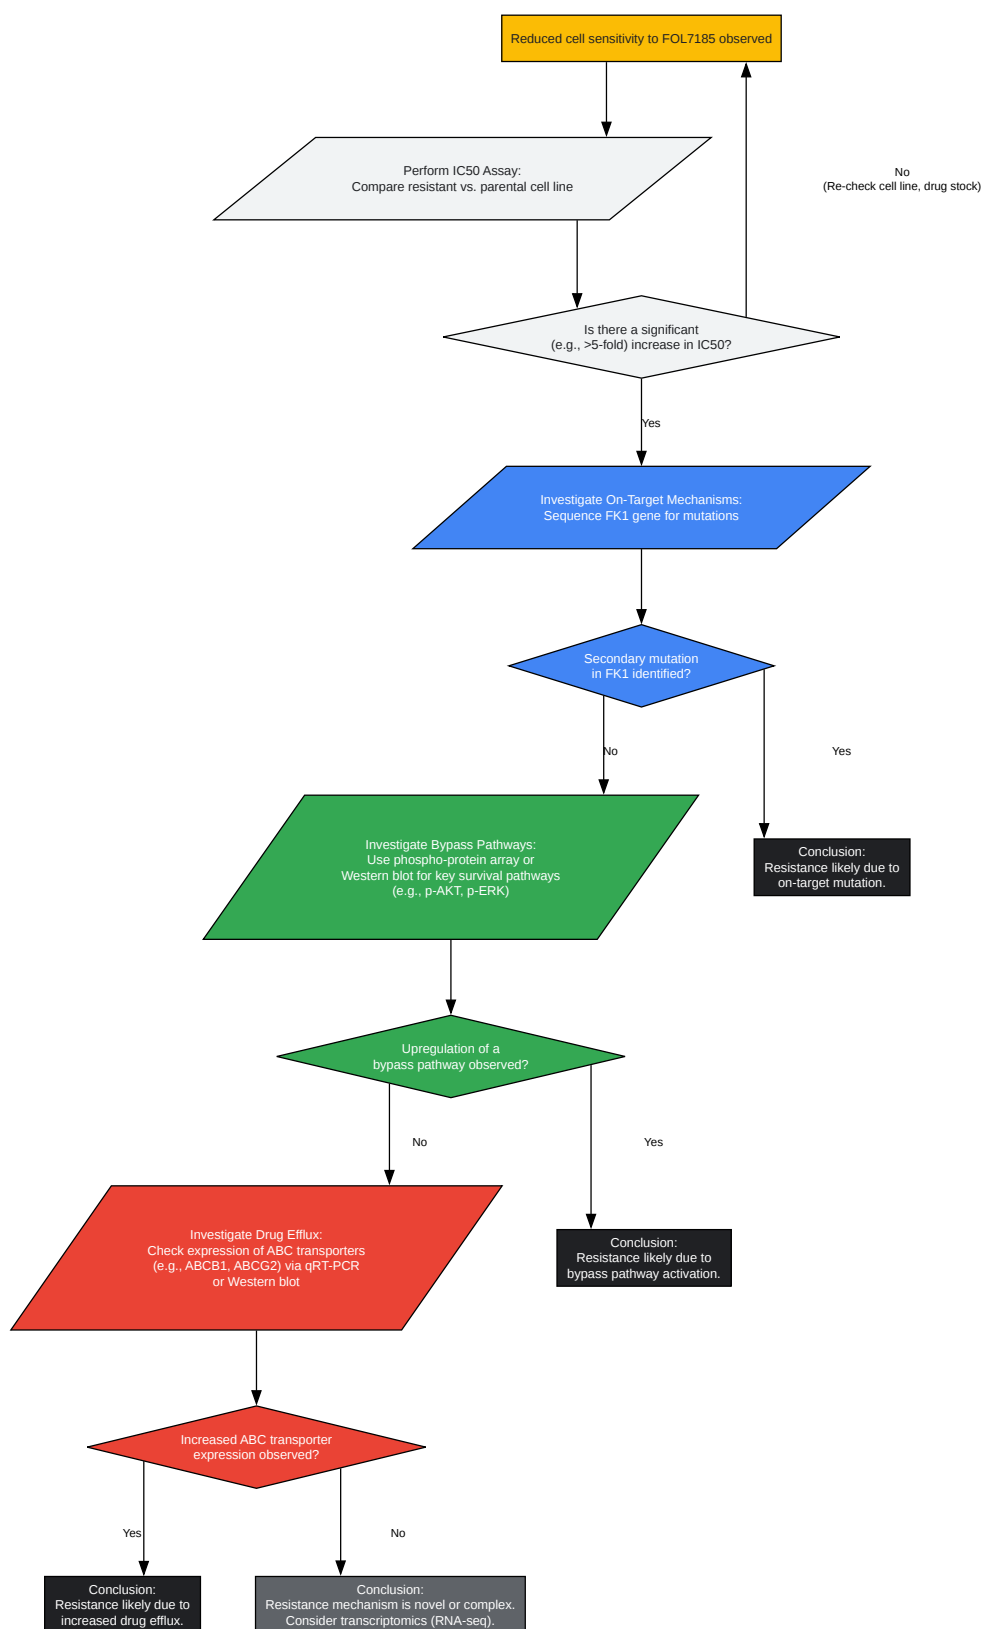 Reduced cell sensitivity to FOL7185 observed
Perform IC50 Assay:
Compare resistant vs. parental cell line
No
(Re-check cell line, drug stock)
Is there a significant
(e.g., >5-fold) increase in IC50?
Yes
Investigate On-Target Mechanisms:
Sequence FK1 gene for mutations
Secondary mutation
in FK1 identified?
No
Yes
Investigate Bypass Pathways:
Use phospho-protein array or
Western blot for key survival pathways
(e.g., p-AKT, p-ERK)
Conclusion:
Resistance likely due to
on-target mutation.
Upregulation of a
bypass pathway observed?
No
Yes
Investigate Drug Efflux:
Check expression of ABC transporters
(e.g., ABCB1, ABCG2) via qRT-PCR
or Western blot
Conclusion:
Resistance likely due to
bypass pathway activation.
Increased ABC transporter
expression observed?
Yes
No
Conclusion:
Resistance likely due to
increased drug efflux.
Conclusion:
Resistance mechanism is novel or complex.
Consider transcriptomics (RNA-seq).